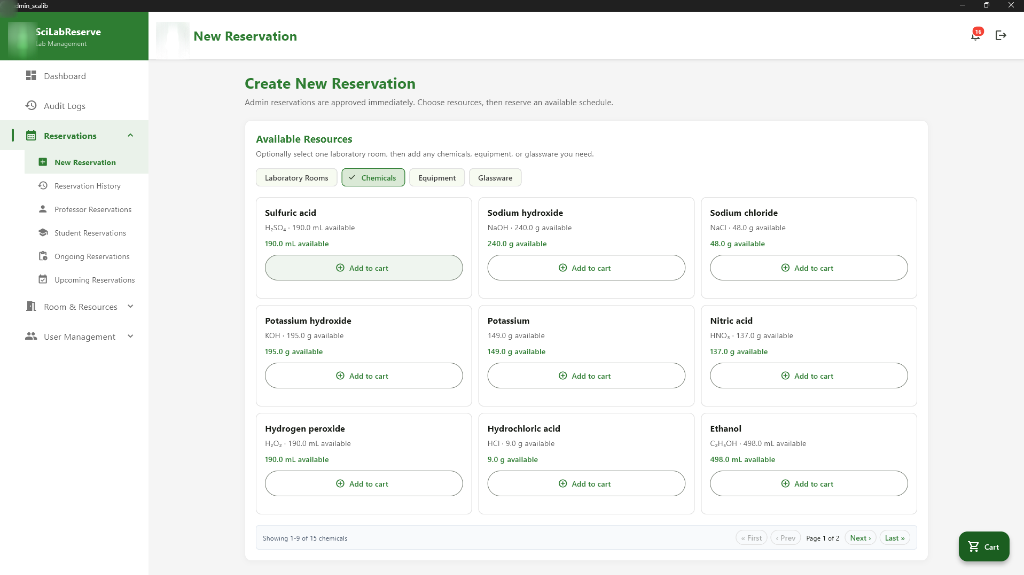 dmin_scalib
SciLabReserve
Lab Management
New Reservation
16
Dashboard
Audit Logs
Reservations
New Reservation
Reservation History
Professor Reservations
Student Reservations
Ongoing Reservations
Upcoming Reservations
Room & Resources
User Management
Create New Reservation
Admin reservations are approved immediately. Choose resources, then reserve an available schedule.
Available Resources
Optionally select one laboratory room, then add any chemicals, equipment, or glassware you need.
Laboratory Rooms
Chemicals
Equipment
Glassware
Sulfuric acid
H₂SO₄ · 190.0 mL available
190.0 mL available
Add to cart
Sodium hydroxide
NaOH · 240.0 g available
240.0 g available
Add to cart
Sodium chloride
NaCl · 48.0 g available
48.0 g available
Add to cart
Potassium hydroxide
KOH · 195.0 g available
195.0 g available
Add to cart
Potassium
149.0 g available
149.0 g available
Add to cart
Nitric acid
HNO₃ · 137.0 g available
137.0 g available
Add to cart
Hydrogen peroxide
H₂O₂ · 190.0 mL available
190.0 mL available
Add to cart
Hydrochloric acid
HCl · 9.0 g available
9.0 g available
Add to cart
Ethanol
C₂H₅OH · 498.0 mL available
498.0 mL available
Add to cart
Showing 1-9 of 15 chemicals
« First
‹ Prev
Page 1 of 2
Next ›
Last »
Cart